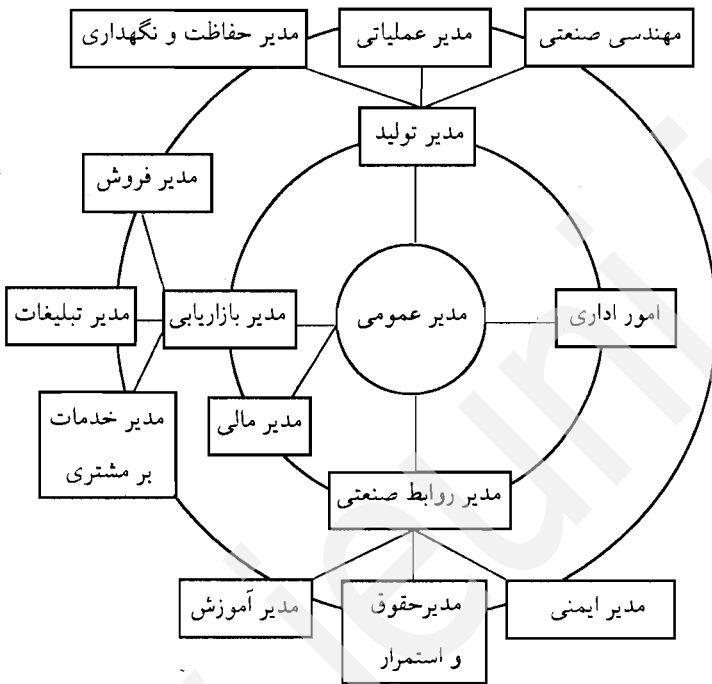 مهندسی صنعتی
مدیر عملیاتی
مدیر حفاظت و نگهداری
مدیر تولید
مدیر فروش
امور اداری
مدیر عمومی
مدیر بازاریابی
مدیر تبلیغات
مدیر مالی
مدیر خدمات
بر مشتری
مدیر روابط صنعتی
مدیر ایمنی
مدیرحقوق
و استمرار
مدیر آموزش